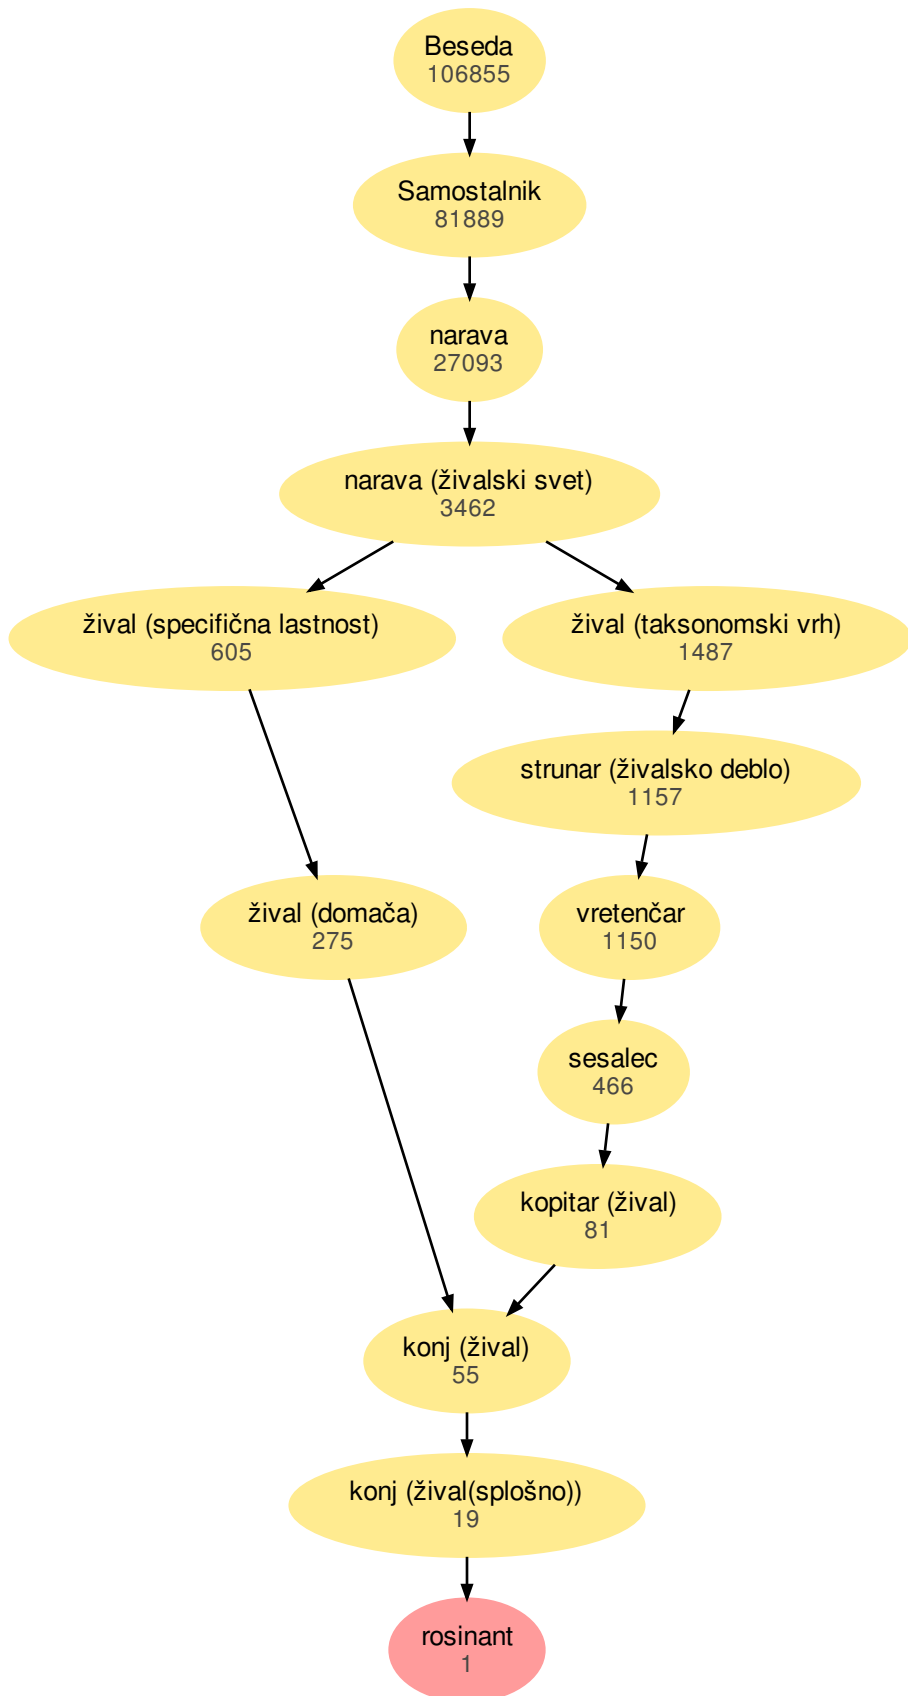 Beseda
106855
Samostalnik
81889
narava
27093
narava (živalski svet)
3462
žival (specifična lastnost)
605
žival (taksonomski vrh)
1487
strunar (živalsko deblo)
1157
žival (domača)
275
vretenčar
1150
sesalec
466
kopitar (žival)
81
konj (žival)
55
konj (žival(splošno))
19
rosinant
1